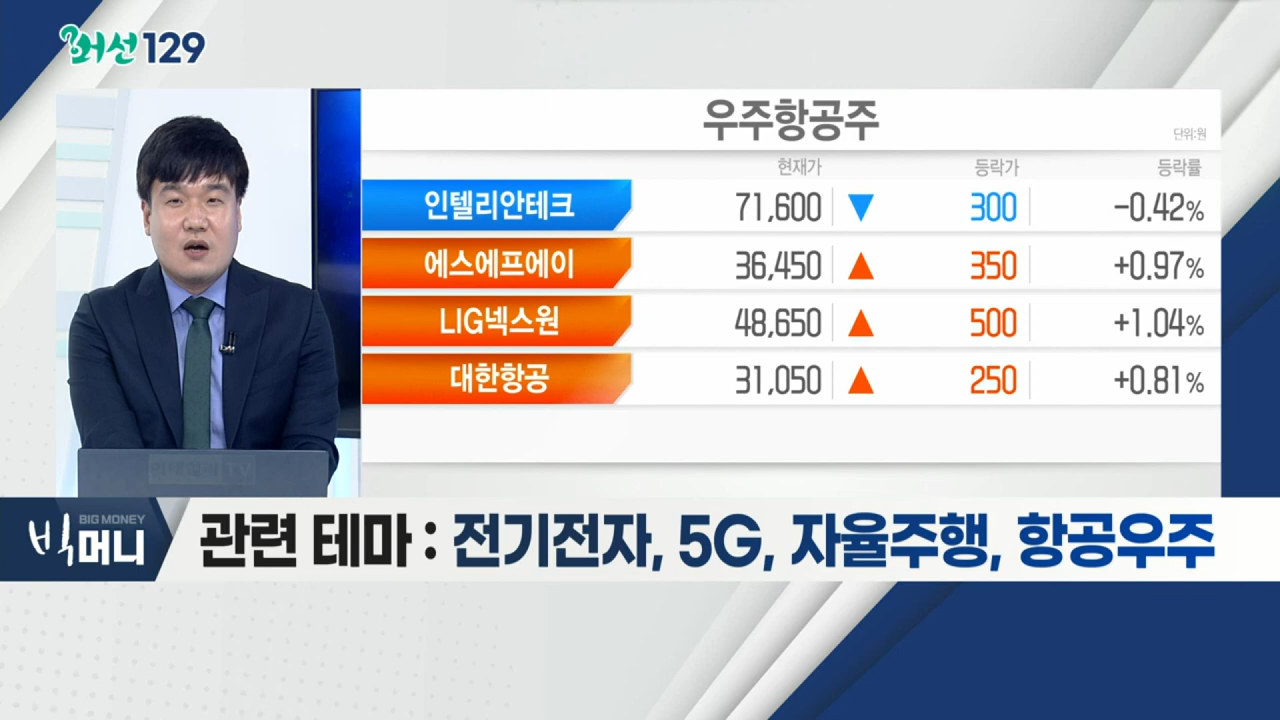 머선129
우주항공주
단위:원
현재가 등락가 등락률
인텔리안테크 71,600 ▼ 300 -0.42%
에스에프에이 36,450 ▲ 350 +0.97%
LIG넥스원 48,650 ▲ 500 +1.04%
대한항공 31,050 ▲ 250 +0.81%
BIG MONEY
빅머니
관련 테마 : 전기전자, 5G, 자율주행, 항공우주